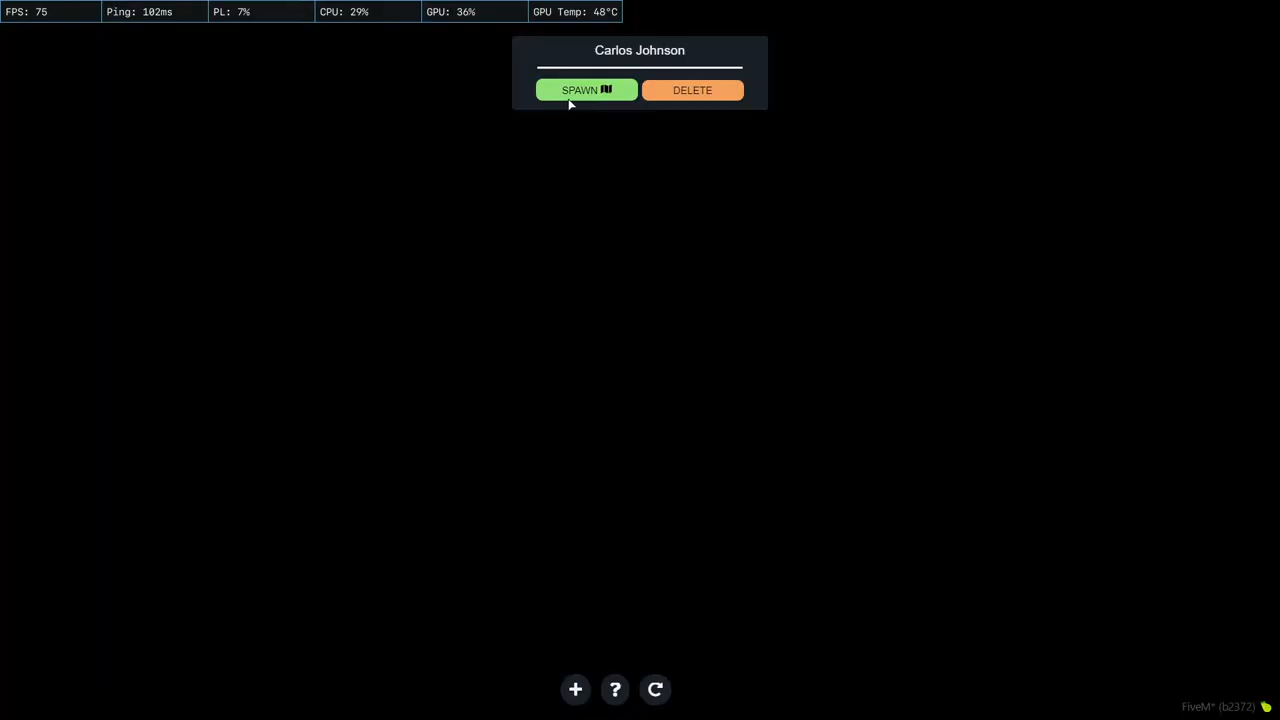 FPS: 75 Ping: 102ms PL: 7% CPU: 29% GPU: 36% GPU Temp: 48°C
Carlos Johnson
SPAWN DELETE
+ ?
FiveM* (b2372)